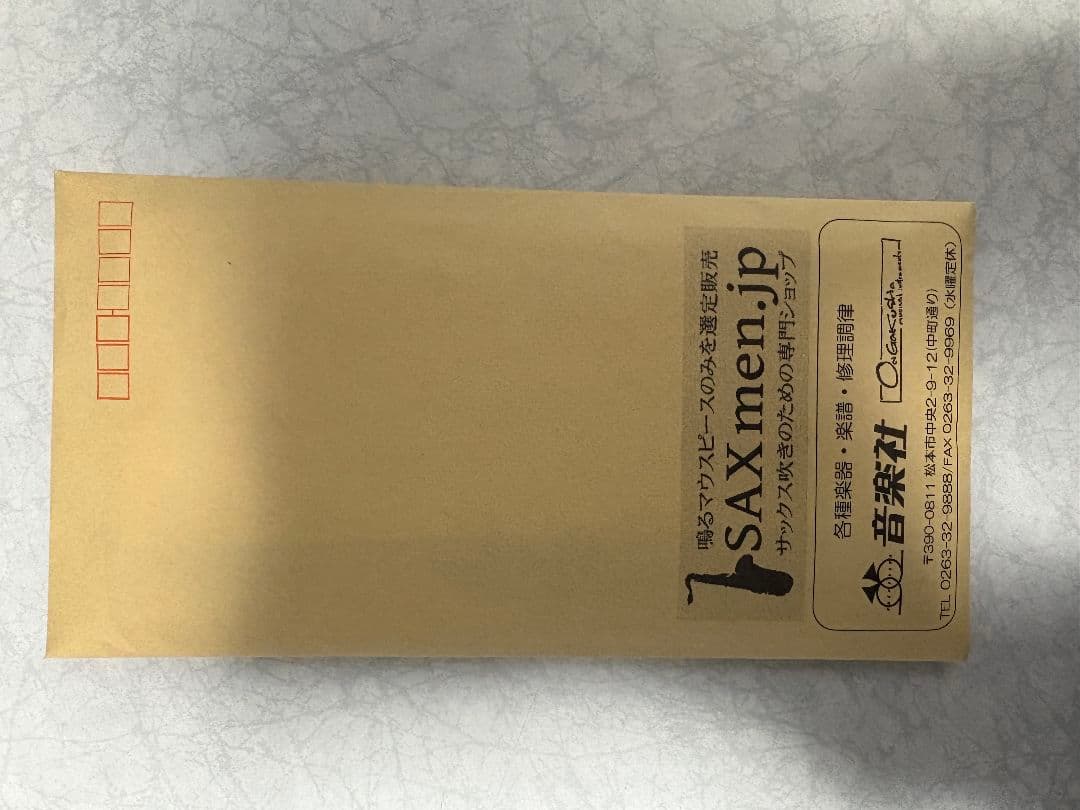 鳴るマウスピースのみを選定販売
SAXmen.jp
サックス吹きのための専門ショップ
各種楽器・楽譜・修理調律
音楽社 ONGAKUSHA
〒390-0811 松本市中央2-9-12(中町通り)
TEL 0263-32-9888/FAX 0263-32-9969 (水曜定休)